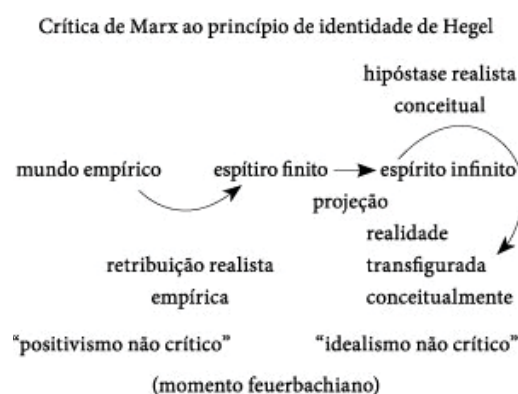 Crítica de Marx ao princípio de identidade de Hegel
hipóstase realista
conceitual
mundo empírico espítiro finito espírito infinito
projeção
realidade
retribuição realista transfigurada
empírica conceitualmente
“positivismo não crítico” “idealismo não crítico”
(momento feuerbachiano)